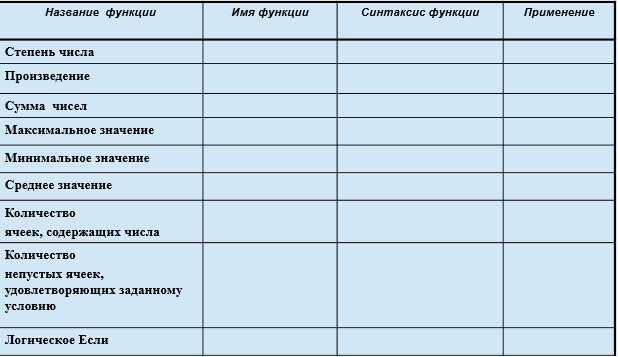 Название функции Имя функции Синтаксис функции Применение
Степень числа
Произведение
Сумма чисел
Максимальное значение
Минимальное значение
Среднее значение
Количество
ячеек, содержащих числа
Количество
непустых ячеек,
удовлетворяющих заданному
условию
Логическое Если